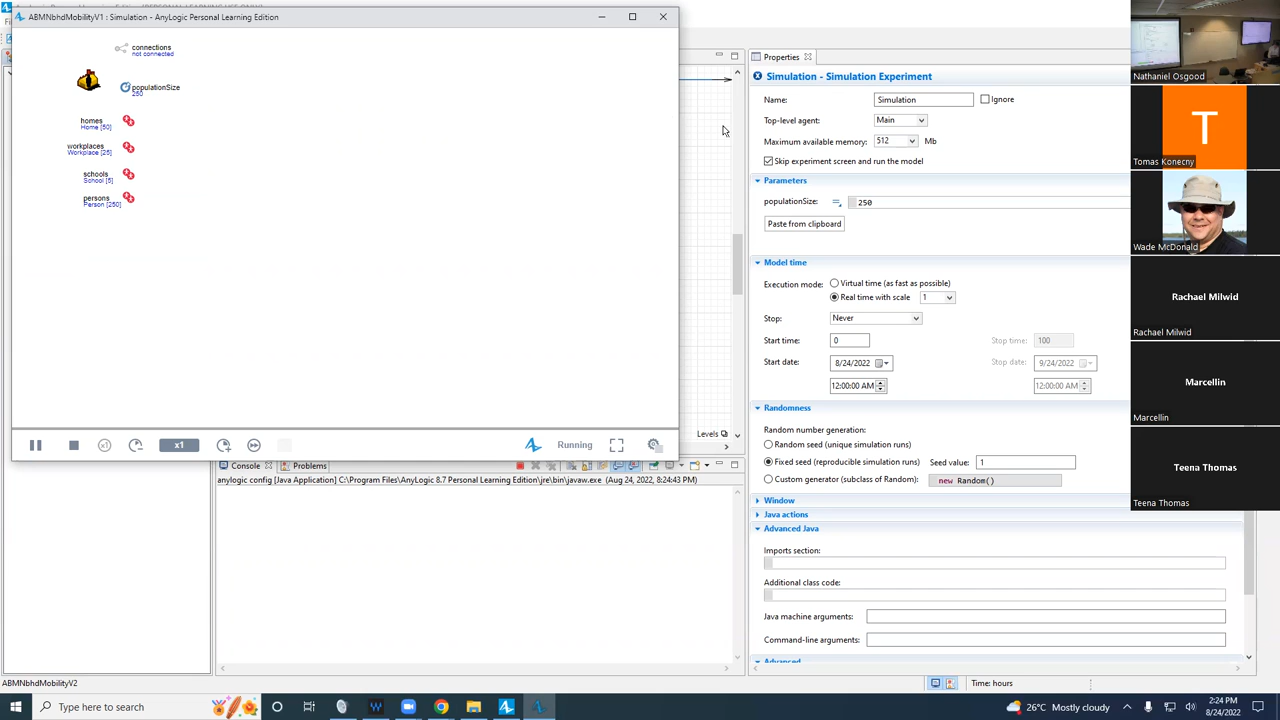 ABMNbhdMobilityV1 : Simulation - AnyLogic Personal Learning Edition
connections
not connected
populationSize
250
homes
Home [50]
workplaces
Workplace [25]
schools
School [5]
persons
Person [250]
x1
x1
Running
Levels
Properties
Simulation - Simulation Experiment
Name:
Simulation
Ignore
Top-level agent:
Main
Maximum available memory:
512
Mb
Skip experiment screen and run the model
Parameters
populationSize:
250
Paste from clipboard
Model time
Execution mode:
Virtual time (as fast as possible)
Real time with scale
1
Stop:
Never
Start time:
0
Stop time:
100
Start date:
8/24/2022
Stop date:
9/24/2022
12:00:00 AM
12:00:00 AM
Randomness
Random number generation:
Random seed (unique simulation runs)
Fixed seed (reproducible simulation runs)
Seed value:
1
Custom generator (subclass of Random):
new Random()
Window
Java actions
Advanced Java
Imports section:
Additional class code:
Java machine arguments:
Command-line arguments:
Advanced
Console
Problems
anylogic config [Java Application] C:\Program Files\AnyLogic 8.7 Personal Learning Edition\jre\bin\javaw.exe (Aug 24, 2022, 8:24:43 PM)
ABMNbhdMobilityV2
Time: hours
Nathaniel Osgood
T
Tomas Konecny
Wade McDonald
Rachael Milwid
Rachael Milwid
Marcellin
Marcellin
Teena Thomas
Teena Thomas
Type here to search
26°C Mostly cloudy
2:24 PM
8/24/2022